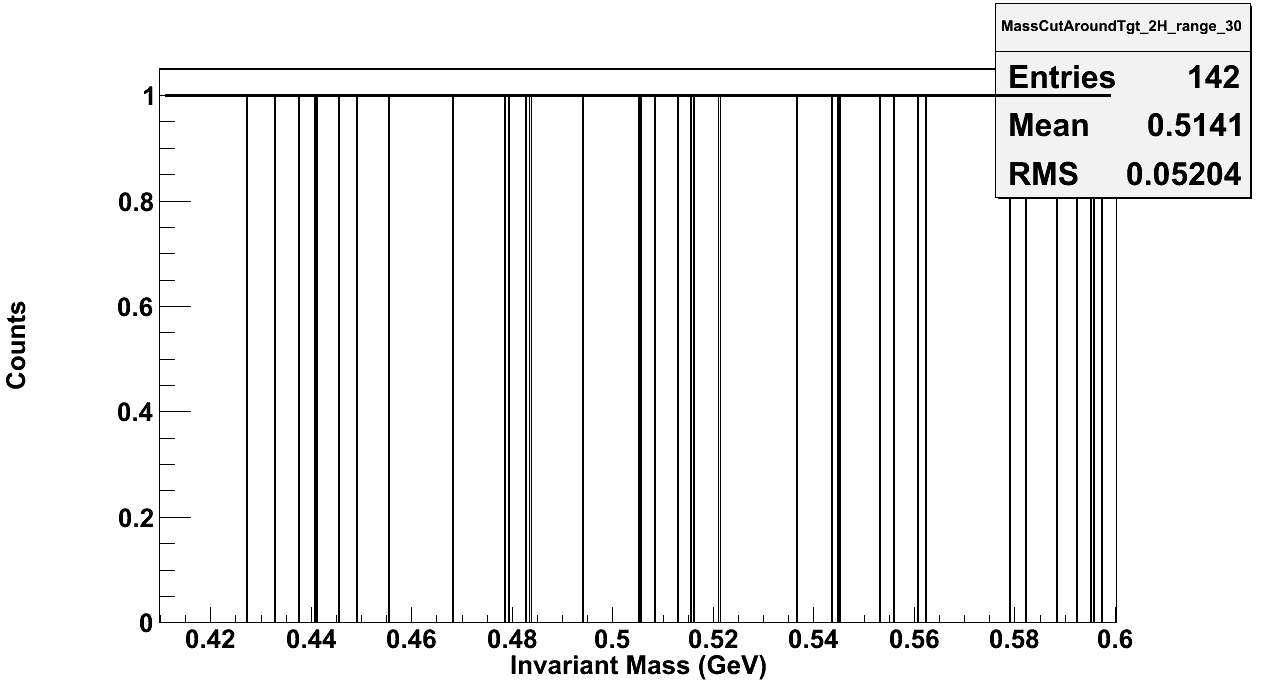 MassCutAroundTgt_2H_range_30
Entries 142
Mean 0.5141
RMS 0.05204
1
0.8
0.6
0.4
0.2
0
Counts
0.42 0.44 0.46 0.48 0.5 0.52 0.54 0.56 0.58 0.6
Invariant Mass (GeV)